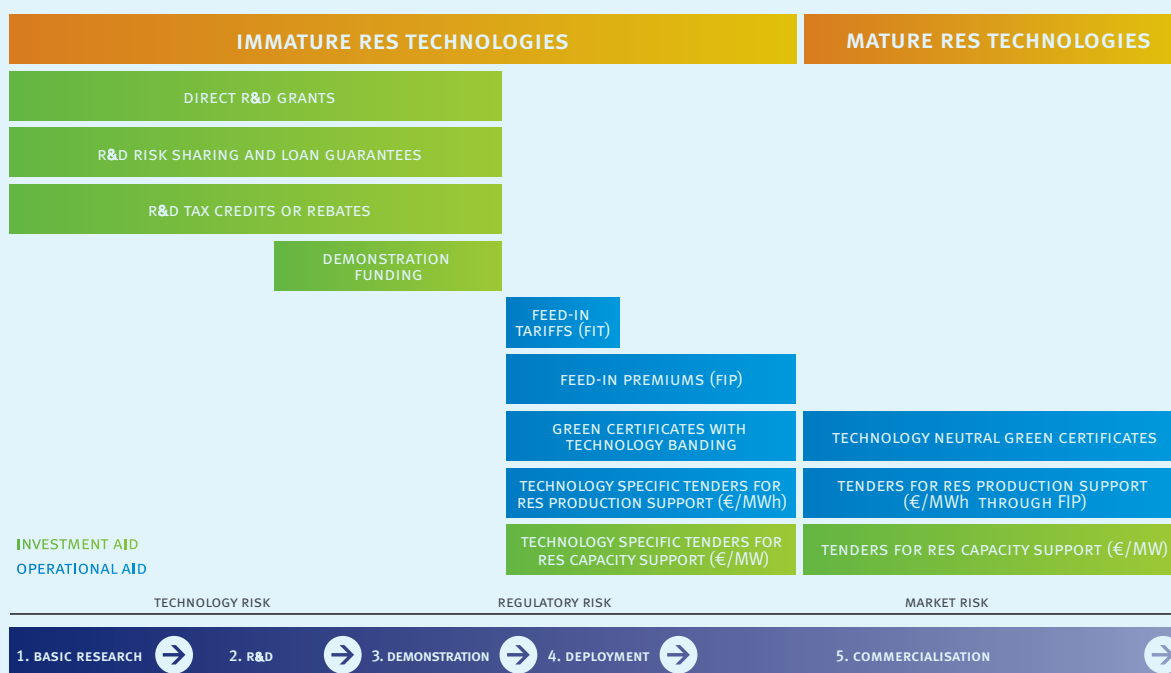 IMMATURE RES TECHNOLOGIES
MATURE RES TECHNOLOGIES
DIRECT R&D GRANTS
R&D RISK SHARING AND LOAN GUARANTEES
R&D TAX CREDITS OR REBATES
DEMONSTRATION
FUNDING
FEED-IN
TARIFFS (FIT)
FEED-IN PREMIUMS (FIP)
GREEN CERTIFICATES WITH
TECHNOLOGY BANDING
TECHNOLOGY NEUTRAL GREEN CERTIFICATES
TECHNOLOGY SPECIFIC TENDERS FOR
RES PRODUCTION SUPPORT (€/MWh)
TENDERS FOR RES PRODUCTION SUPPORT
(€/MWh THROUGH FIP)
TECHNOLOGY SPECIFIC TENDERS FOR
RES CAPACITY SUPPORT (€/MW)
TENDERS FOR RES CAPACITY SUPPORT (€/MW)
INVESTMENT AID
OPERATIONAL AID
TECHNOLOGY RISK
REGULATORY RISK
MARKET RISK
1. BASIC RESEARCH
2. R&D
3. DEMONSTRATION
4. DEPLOYMENT
5. COMMERCIALISATION